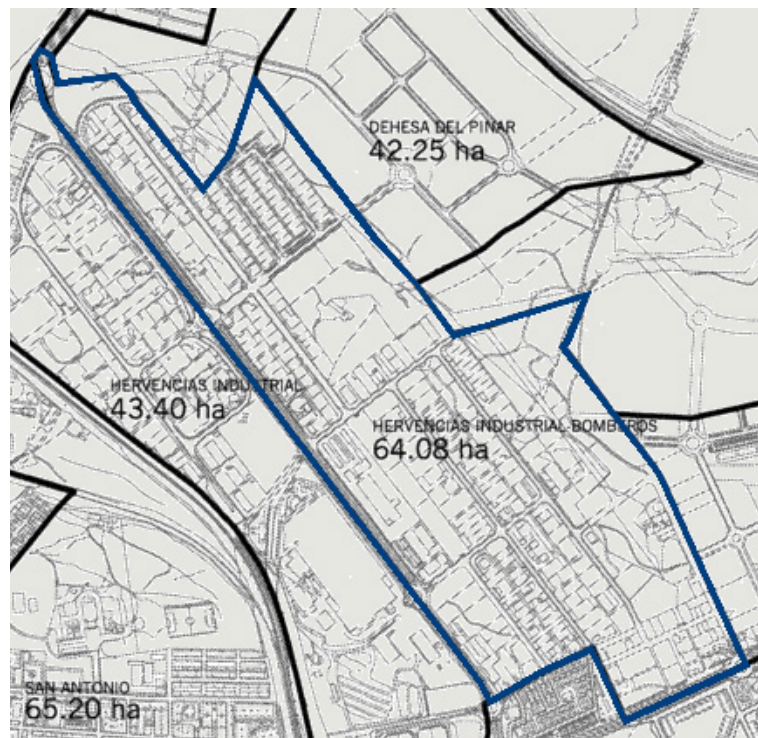 DEHESA DEL PINAR
42.25 ha
HERVENCIAS INDUSTRIAL
43.40 ha
HERVENCIAS INDUSTRIAL-BOMBEROS
64.08 ha
SAN ANTONIO
65.20 ha